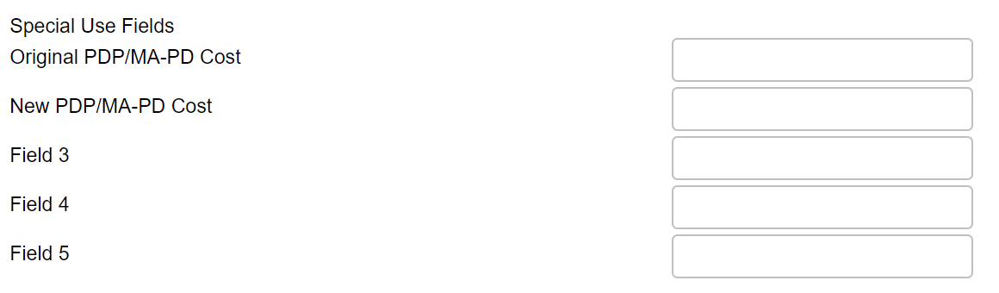 Special Use Fields
Original PDP/MA-PD Cost
New PDP/MA-PD Cost
Field 3
Field 4
Field 5